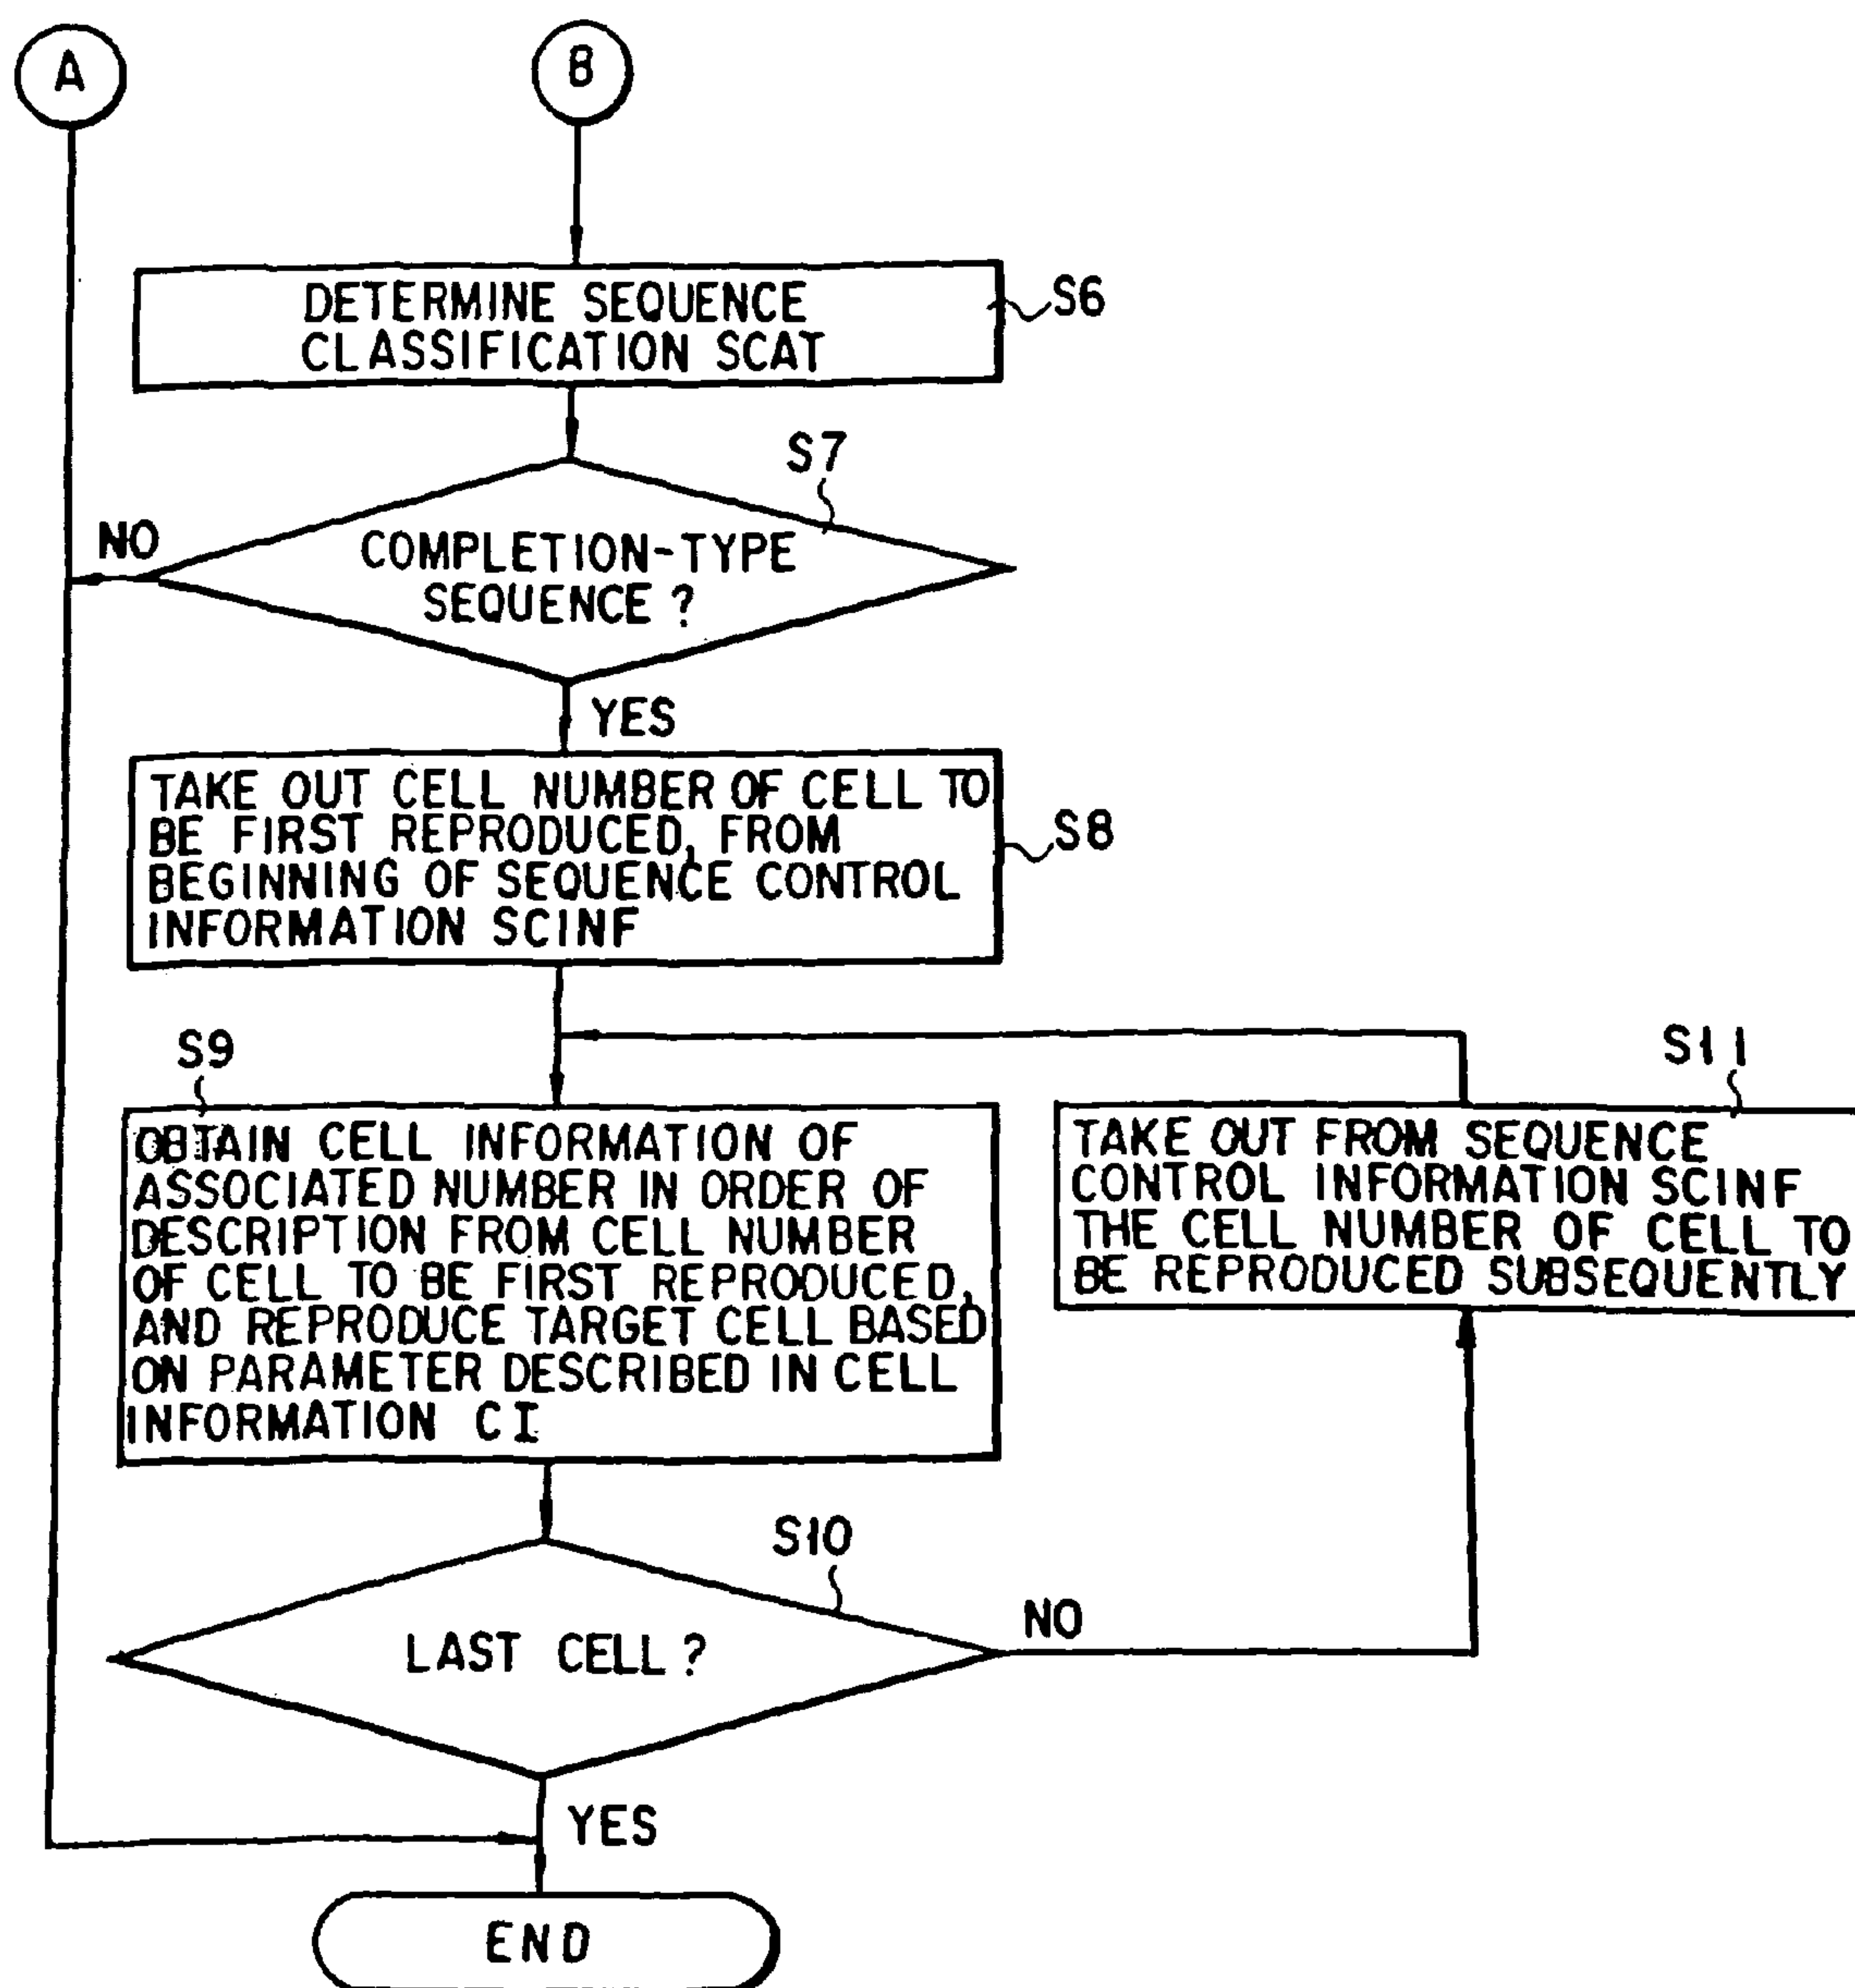 A
B
DETERMINE SEQUENCE
CLASSIFICATION SCAT
S6
S7
NO
COMPLETION-TYPE
SEQUENCE ?
YES
TAKE OUT CELL NUMBER OF CELL TO
BE FIRST REPRODUCED, FROM
BEGINNING OF SEQUENCE CONTROL
INFORMATION SCINF
S8
S9
OBTAIN CELL INFORMATION OF
ASSOCIATED NUMBER IN ORDER OF
DESCRIPTION FROM CELL NUMBER
OF CELL TO BE FIRST REPRODUCED,
AND REPRODUCE TARGET CELL BASED
ON PARAMETER DESCRIBED IN CELL
INFORMATION CI
S11
TAKE OUT FROM SEQUENCE
CONTROL INFORMATION SCINF
THE CELL NUMBER OF CELL TO
BE REPRODUCED SUBSEQUENTLY
S10
LAST CELL ?
NO
YES
END